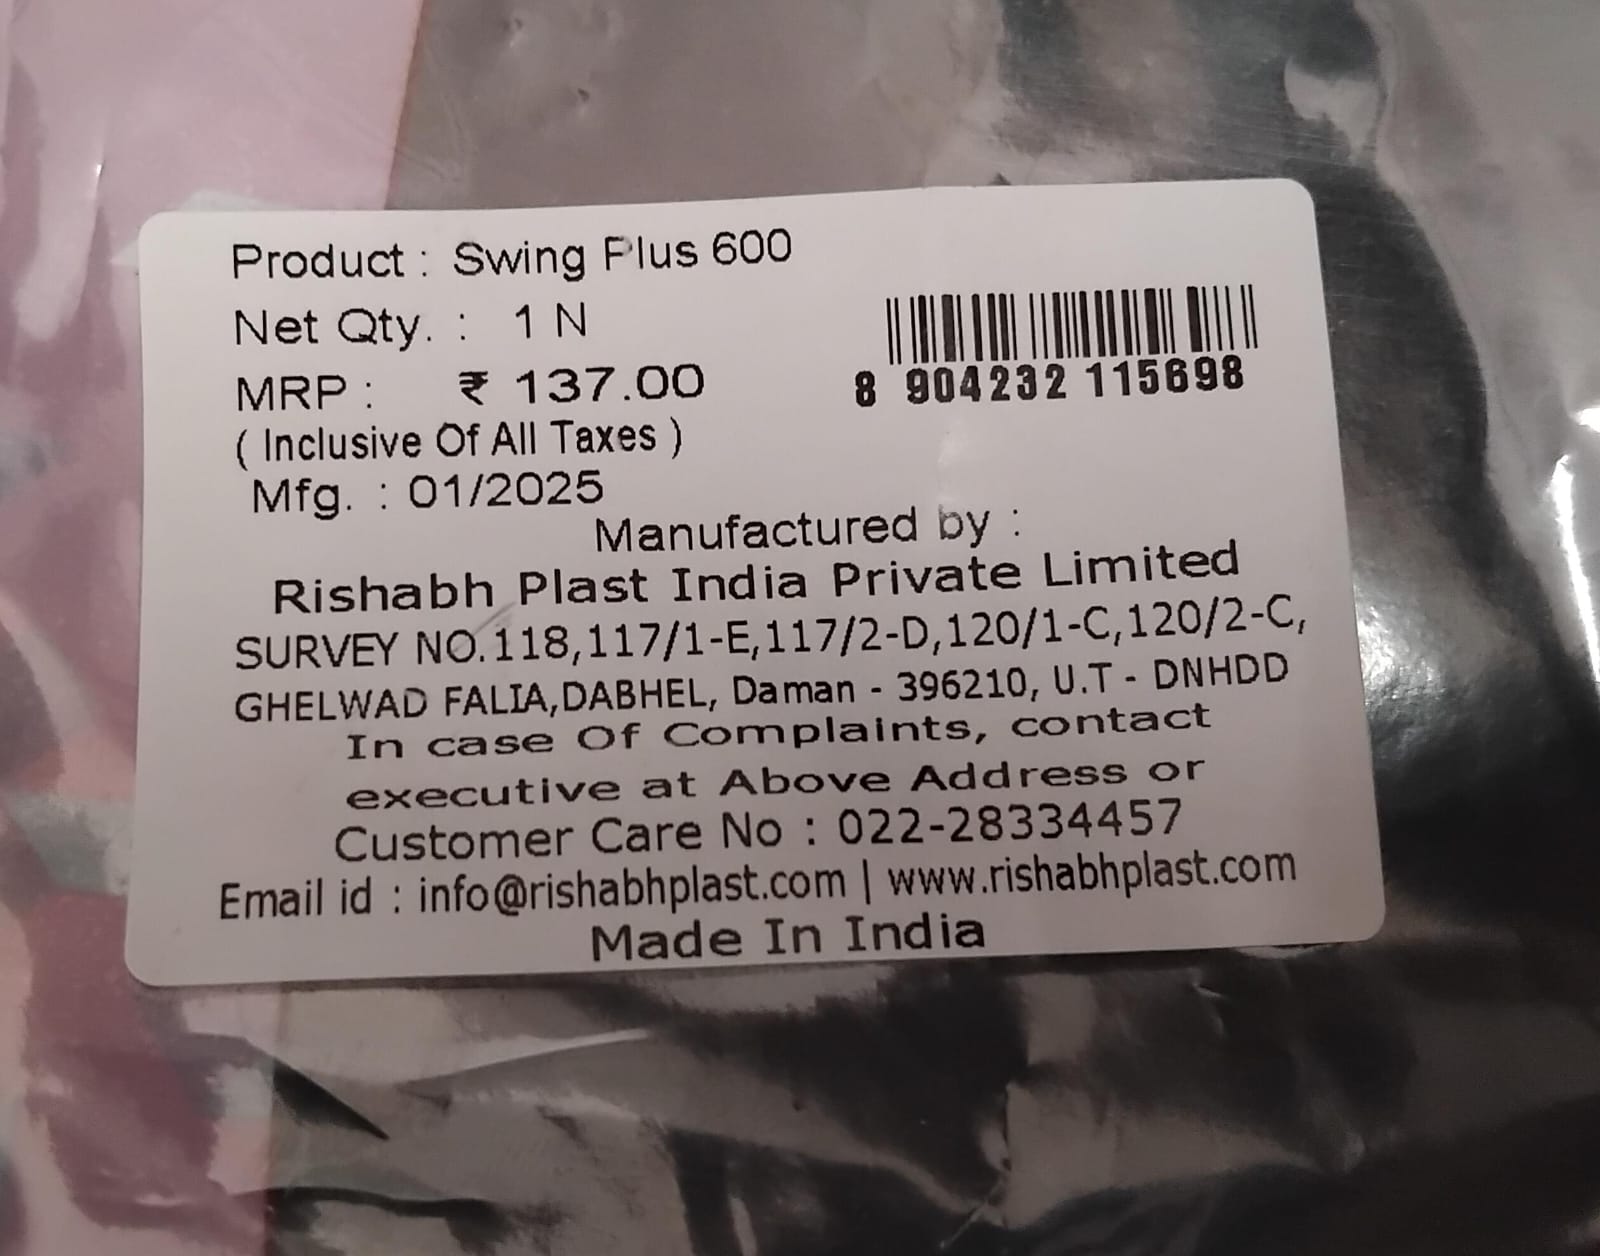 Product : Swing Plus 600
Net Qty. : 1 N
MRP : ₹ 137.00
( Inclusive Of All Taxes )
Mfg. : 01/2025
8 904232 115698
Manufactured by :
Rishabh Plast India Private Limited
SURVEY NO.118,117/1-E,117/2-D,120/1-C,120/2-C,
GHELWAD FALIA,DABHEL, Daman - 396210, U.T - DNHDD
In case Of Complaints, contact
executive at Above Address or
Customer Care No : 022-28334457
Email id : info@rishabhplast.com | www.rishabhplast.com
Made In India